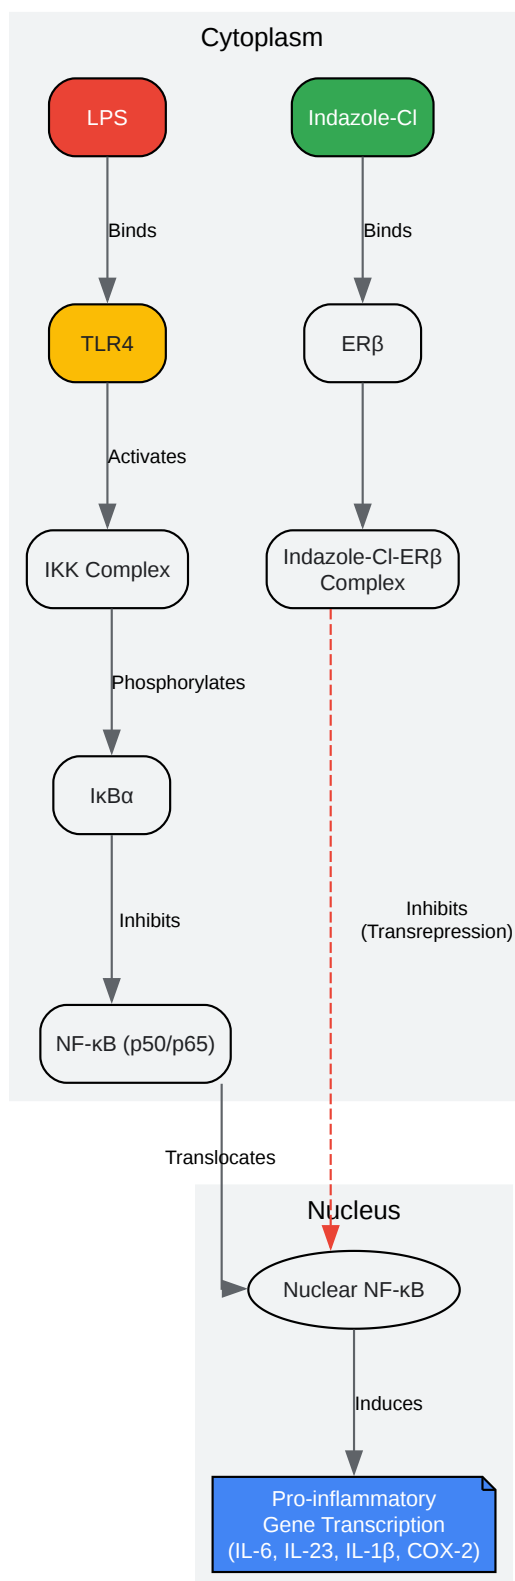 Cytoplasm
LPS
Indazole-Cl
Binds
Binds
TLR4
ERβ
Activates
IKK Complex
Indazole-Cl-ERβ
Complex
Phosphorylates
IκBα
Inhibits
Inhibits
(Transrepression)
NF-κB (p50/p65)
Translocates
Nucleus
Nuclear NF-κB
Induces
Pro-inflammatory
Gene Transcription
(IL-6, IL-23, IL-1β, COX-2)